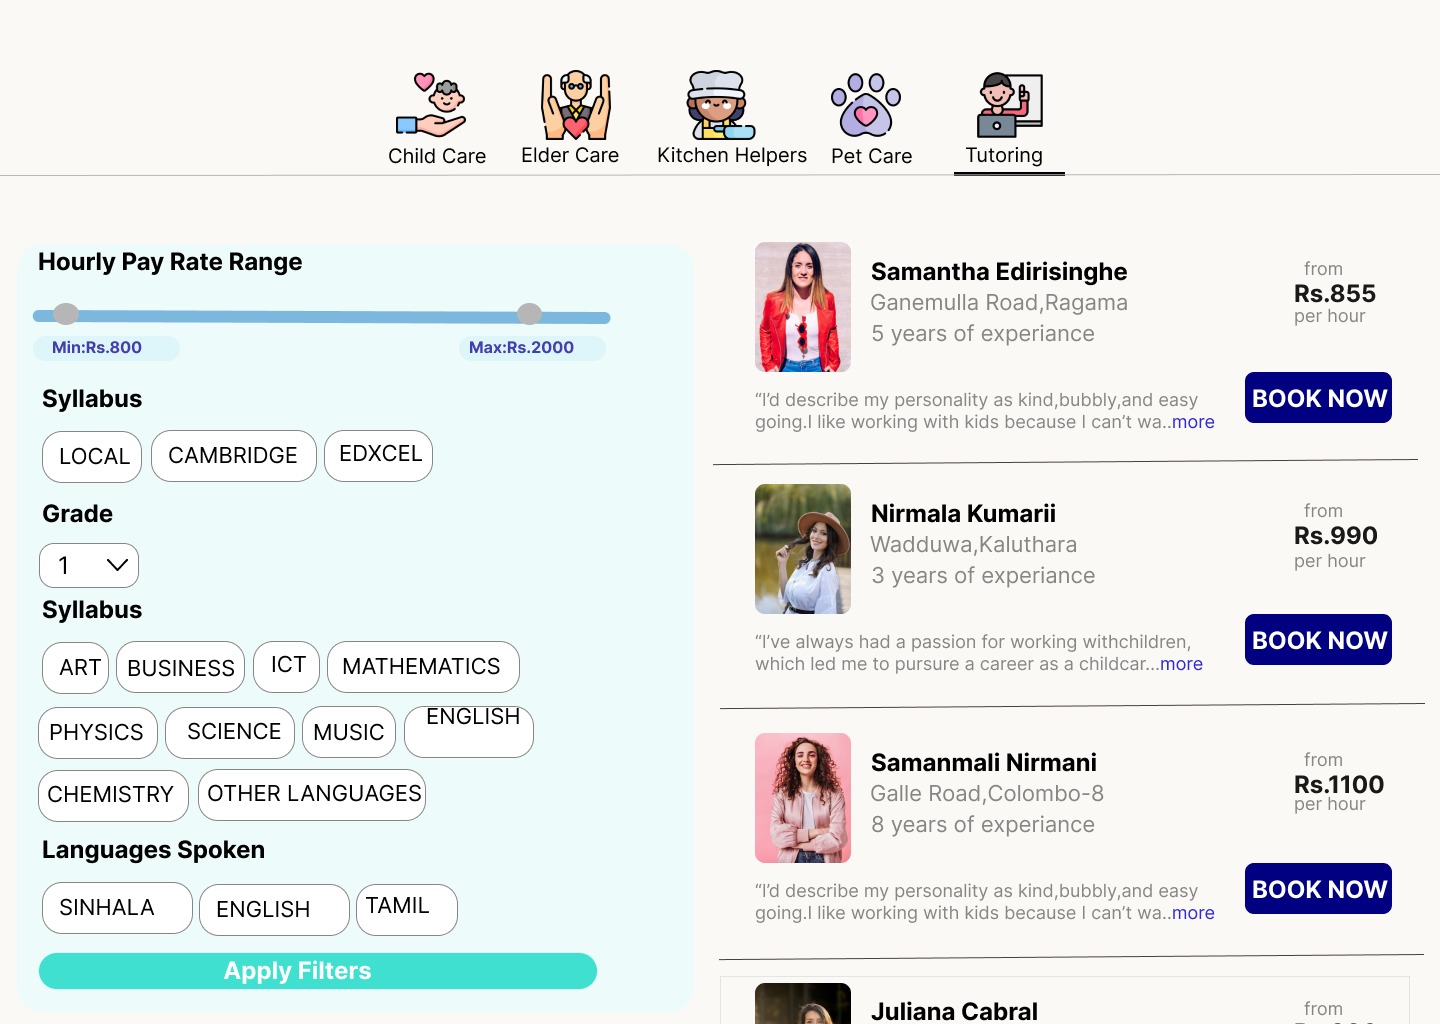 Child Care
Elder Care
Kitchen Helpers
Pet Care
Tutoring
Hourly Pay Rate Range
Min:Rs.800
Max:Rs.2000
Syllabus
LOCAL
CAMBRIDGE
EDXCEL
Grade
1
Syllabus
ART
BUSINESS
ICT
MATHEMATICS
PHYSICS
SCIENCE
MUSIC
ENGLISH
CHEMISTRY
OTHER LANGUAGES
Languages Spoken
SINHALA
ENGLISH
TAMIL
Apply Filters
Samantha Edirisinghe
Ganemulla Road,Ragama
5 years of experiance
from
Rs.855
per hour
“I’d describe my personality as kind,bubbly,and easy
going.I like working with kids because I can’t wa..more
BOOK NOW
Nirmala Kumarii
Wadduwa,Kaluthara
3 years of experiance
from
Rs.990
per hour
“I’ve always had a passion for working withchildren,
which led me to pursure a career as a childcar...more
BOOK NOW
Samanmali Nirmani
Galle Road,Colombo-8
8 years of experiance
from
Rs.1100
per hour
“I’d describe my personality as kind,bubbly,and easy
going.I like working with kids because I can’t wa..more
BOOK NOW
Juliana Cabral
from